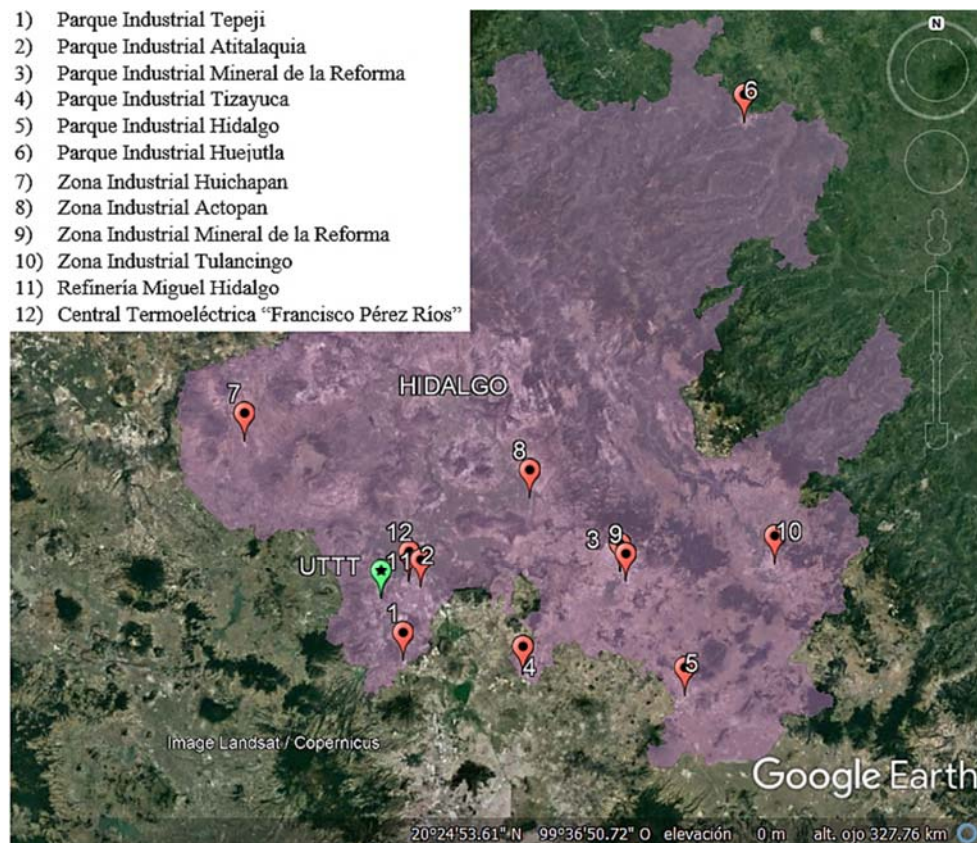 1) Parque Industrial Tepeji
2) Parque Industrial Atitalaquia
3) Parque Industrial Mineral de la Reforma
4) Parque Industrial Tizayuca
5) Parque Industrial Hidalgo
6) Parque Industrial Huejutla
7) Zona Industrial Huichapan
8) Zona Industrial Actopan
9) Zona Industrial Mineral de la Reforma
10) Zona Industrial Tulancingo
11) Refinería Miguel Hidalgo
12) Central Termoeléctrica “Francisco Pérez Ríos”
N
6
HIDALGO
7
8
12
3 9
10
UTTT
11 2
1
4
5
Image Landsat / Copernicus
Google Earth
20°24'53.61" N 99°36'50.72" O elevación 0 m alt. ojo 327.76 km